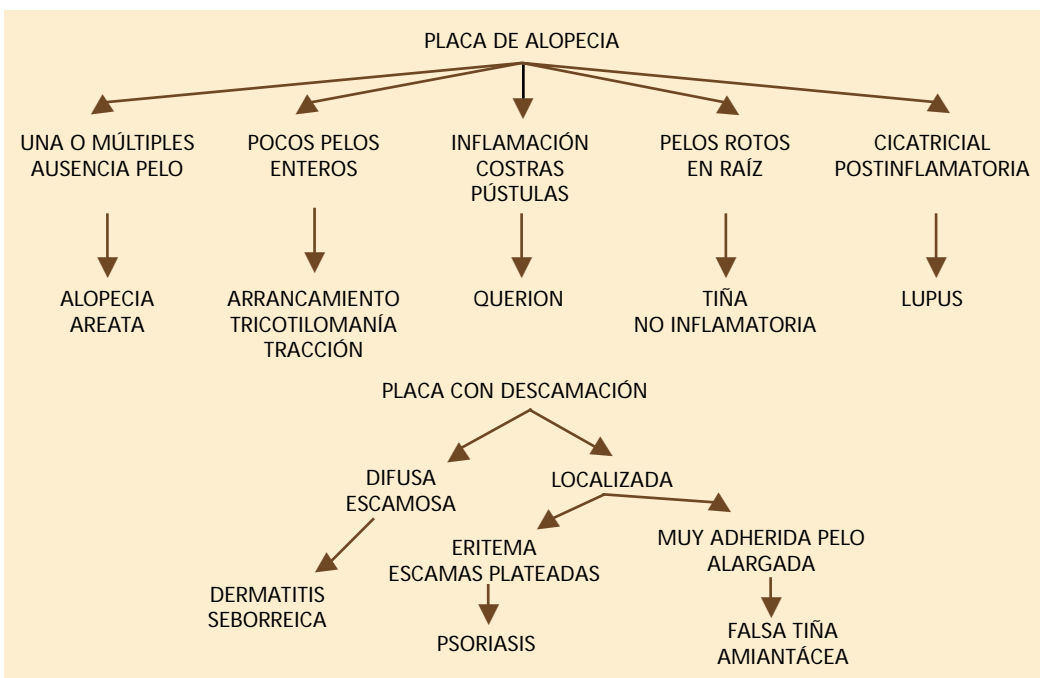 PLACA DE ALOPECIA
UNA O MÚLTIPLES
AUSENCIA PELO
POCOS PELOS
ENTEROS
INFLAMACIÓN
COSTRAS
PÚSTULAS
PELOS ROTOS
EN RAÍZ
CICATRICIAL
POSTINFLAMATORIA
ALOPECIA
AREATA
ARRANCAMIENTO
TRICOTILOMANÍA
TRACCIÓN
QUERION
TIÑA
NO INFLAMATORIA
LUPUS
PLACA CON DESCAMACIÓN
DIFUSA
ESCAMOSA
LOCALIZADA
ERITEMA
ESCAMAS PLATEADAS
MUY ADHERIDA PELO
ALARGADA
DERMATITIS
SEBORREICA
PSORIASIS
FALSA TIÑA
AMIANTÁCEA